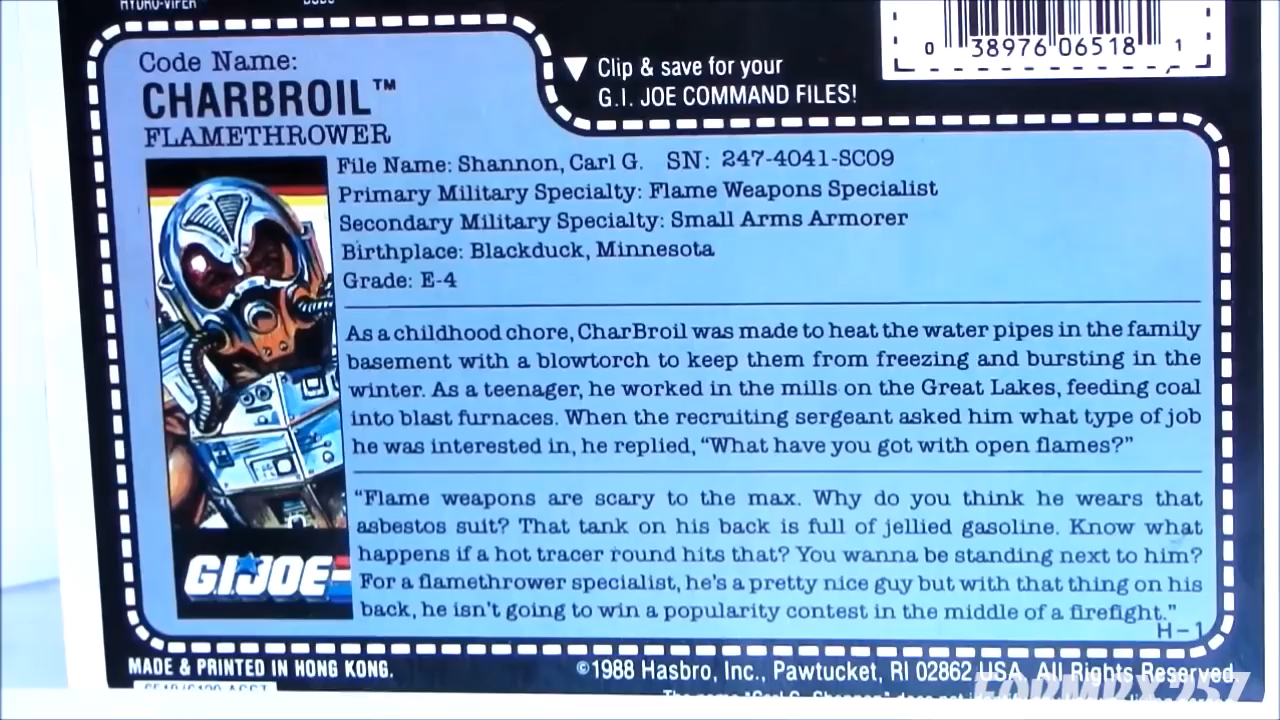 HYDRO-VIPER
Code Name:
CHARBROIL™
FLAMETHROWER
▼ Clip & save for your
G.I. JOE COMMAND FILES!
0 38976 06518 1
File Name: Shannon, Carl G. SN: 247-4041-SC09
Primary Military Specialty: Flame Weapons Specialist
Secondary Military Specialty: Small Arms Armorer
Birthplace: Blackduck, Minnesota
Grade: E-4
As a childhood chore, CharBroil was made to heat the water pipes in the family
basement with a blowtorch to keep them from freezing and bursting in the
winter. As a teenager, he worked in the mills on the Great Lakes, feeding coal
into blast furnaces. When the recruiting sergeant asked him what type of job
he was interested in, he replied, “What have you got with open flames?”
“Flame weapons are scary to the max. Why do you think he wears that
asbestos suit? That tank on his back is full of jellied gasoline. Know what
happens if a hot tracer round hits that? You wanna be standing next to him?
For a flamethrower specialist, he's a pretty nice guy but with that thing on his
back, he isn't going to win a popularity contest in the middle of a firefight.”
H-1
G.I.JOE
MADE & PRINTED IN HONG KONG.
©1988 Hasbro, Inc., Pawtucket, RI 02862 USA. All Rights Reserved.
FORMBX257